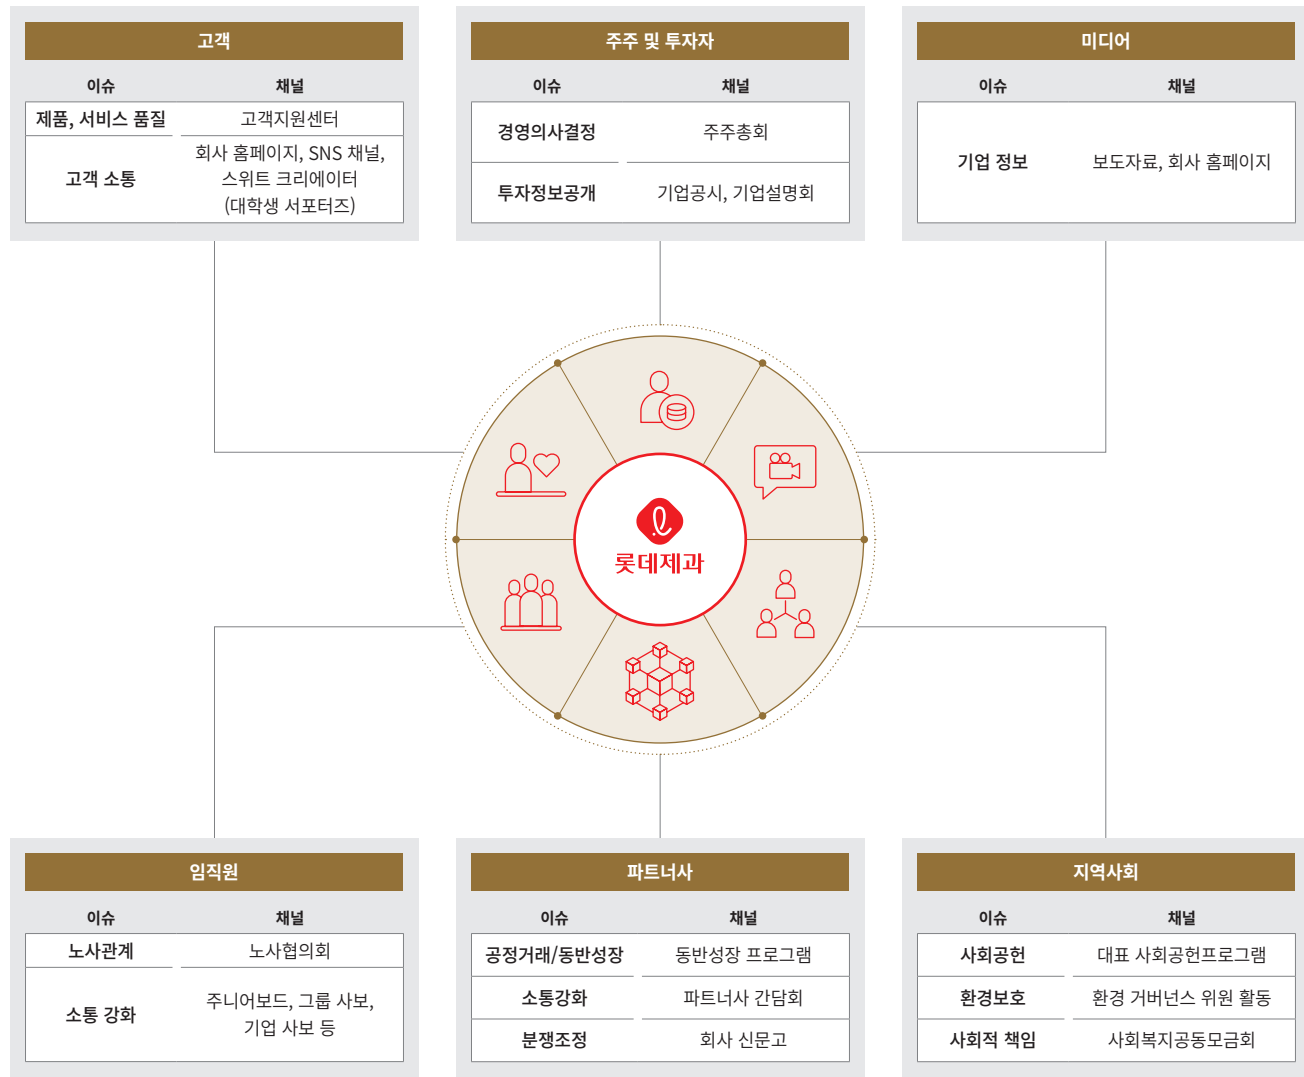 고객
이슈 채널
제품, 서비스 품질 고객지원센터
고객 소통 회사 홈페이지, SNS 채널,
스위트 크리에이터
(대학생 서포터즈)
주주 및 투자자
이슈 채널
경영의사결정 주주총회
투자정보공개 기업공시, 기업설명회
미디어
이슈 채널
기업 정보 보도자료, 회사 홈페이지
롯데제과
임직원
이슈 채널
노사관계 노사협의회
소통 강화 주니어보드, 그룹 사보,
기업 사보 등
파트너사
이슈 채널
공정거래/동반성장 동반성장 프로그램
소통강화 파트너사 간담회
분쟁조정 회사 신문고
지역사회
이슈 채널
사회공헌 대표 사회공헌프로그램
환경보호 환경 거버넌스 위원 활동
사회적 책임 사회복지공동모금회